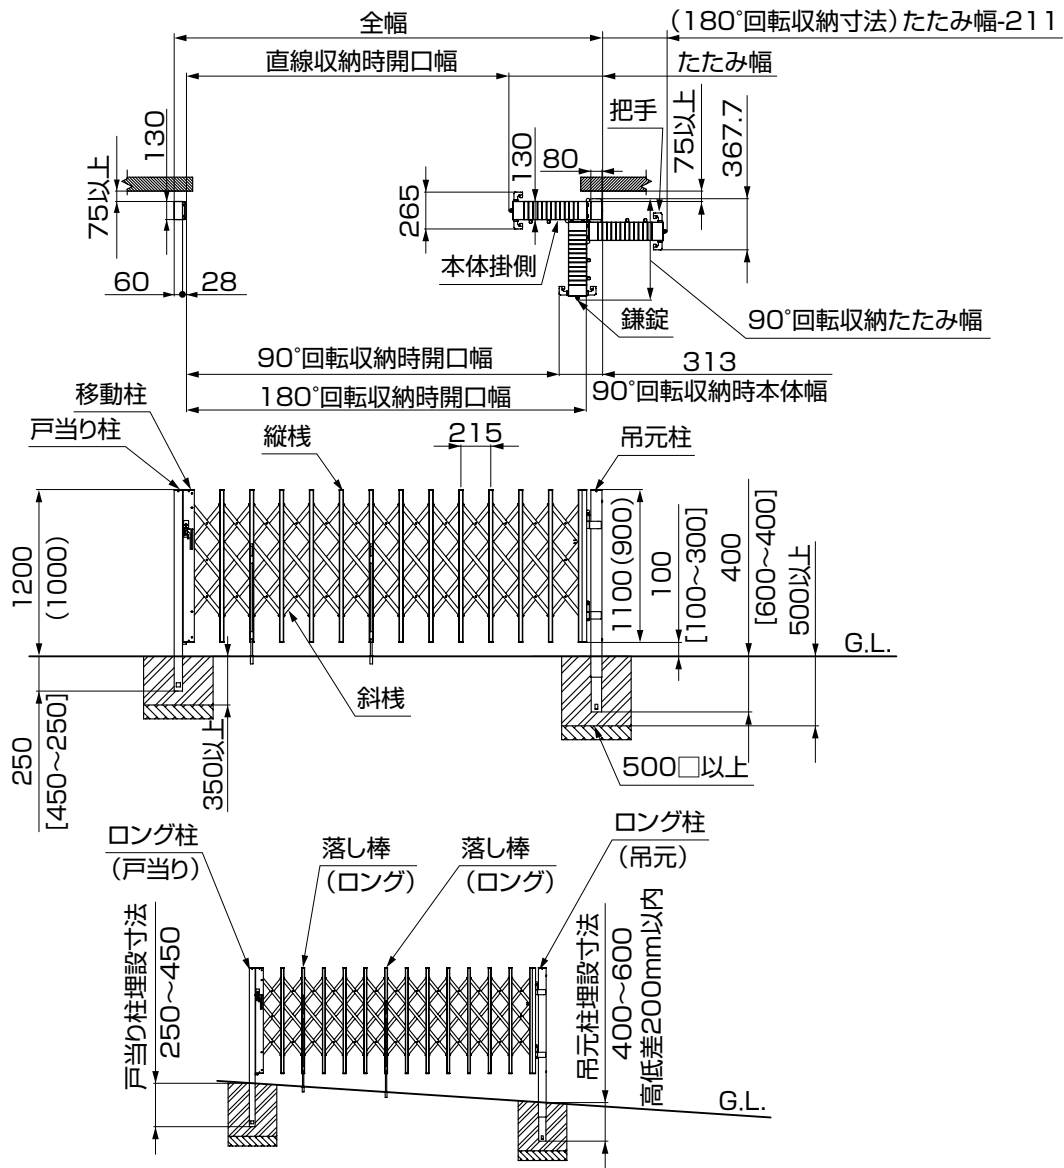 全幅
(180°回転収納寸法)たたみ幅-211
直線収納時開口幅
たたみ幅
把手
130
75以上
80
130
265
75以上
367.7
本体掛側
60
28
鎌錠
90°回転収納たたみ幅
90°回転収納時開口幅
313
90°回転収納時本体幅
180°回転収納時開口幅
移動柱
戸当り柱
縦桟
215
吊元柱
1200
(1000)
1100(900)
100
[100~300]
400
[600~400]
500以上
G.L.
斜桟
250
[450~250]
350以上
500□以上
ロング柱
(戸当り)
落し棒
(ロング)
落し棒
(ロング)
ロング柱
(吊元)
戸当り柱埋設寸法
250~450
吊元柱埋設寸法
400~600
高低差200mm以内
G.L.